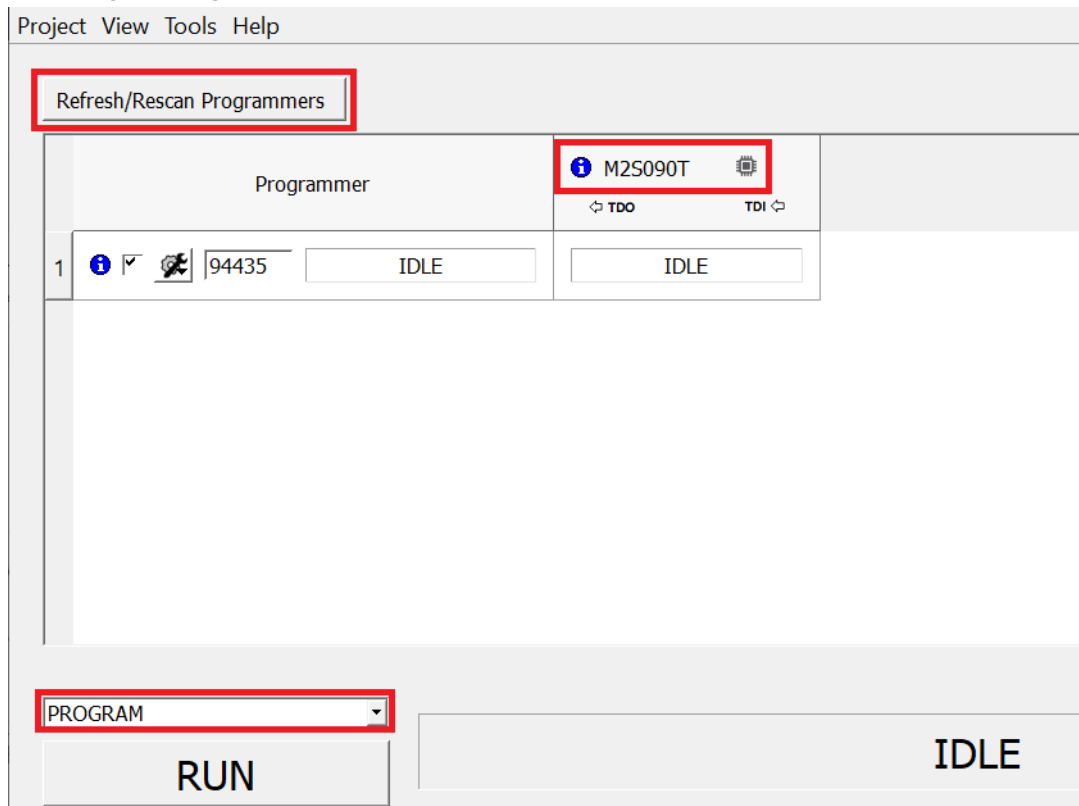 Project View Tools Help
Refresh/Rescan Programmers
Programmer
M2S090T
TDO TDI
1 94435 IDLE IDLE
PROGRAM
RUN
IDLE